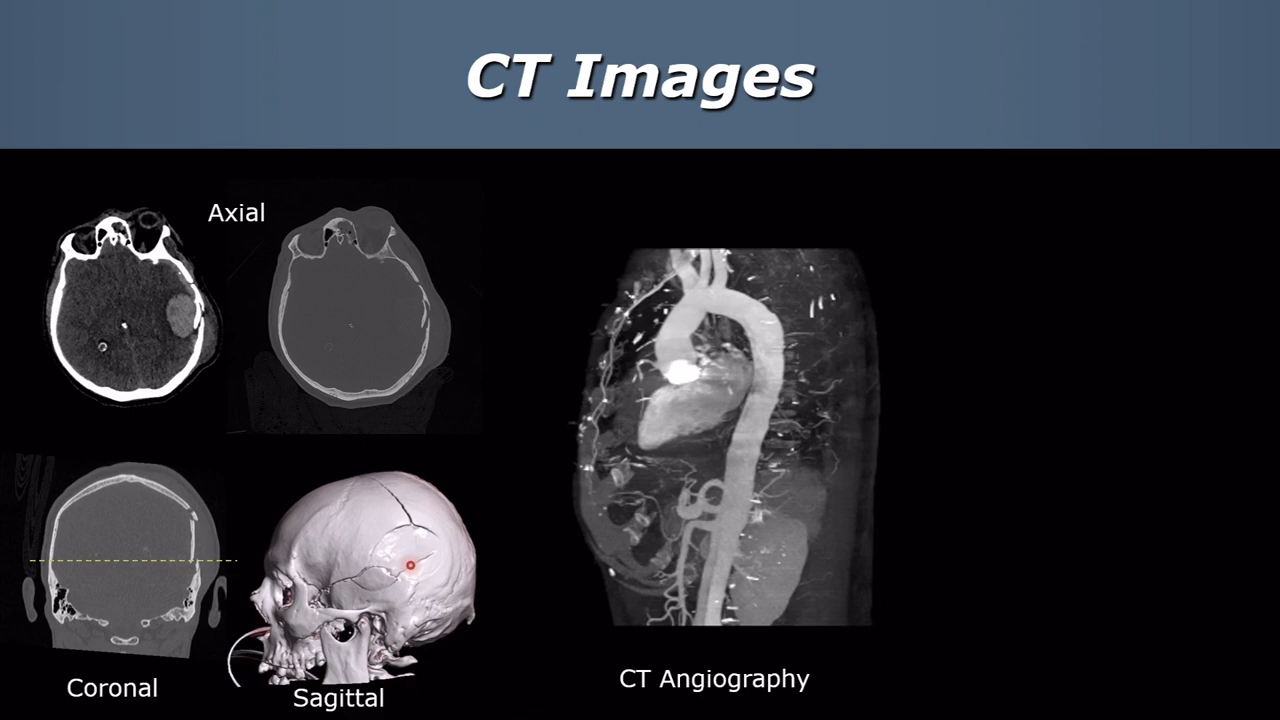 CT Images
Axial
Coronal
Sagittal
CT Angiography